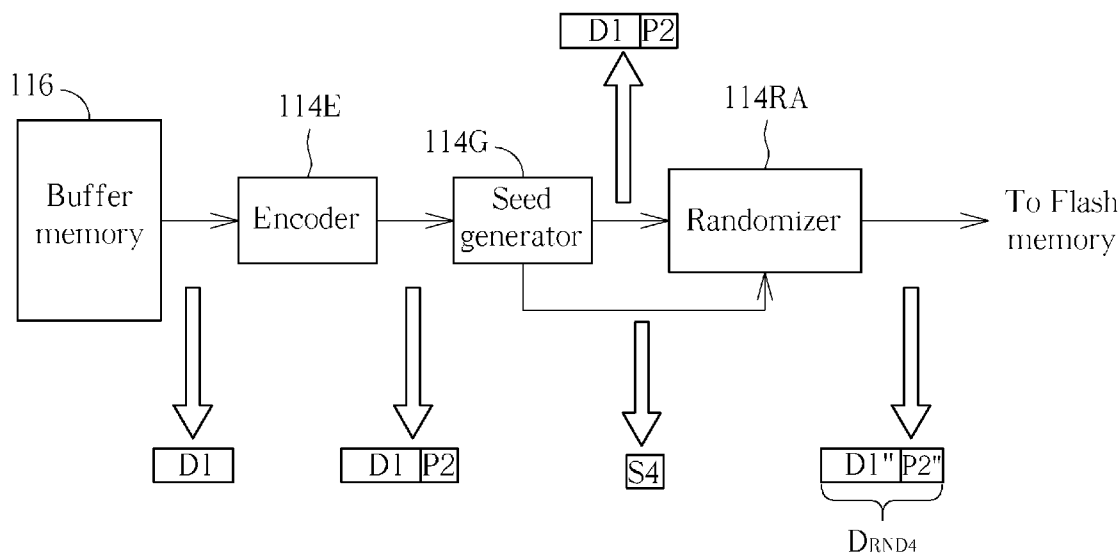 D1 P2
116
114E
114RA
114G
Buffer
memory
Encoder
Seed
generator
Randomizer
To Flash
memory
D1
D1 P2
S4
D1" P2"
DRND4